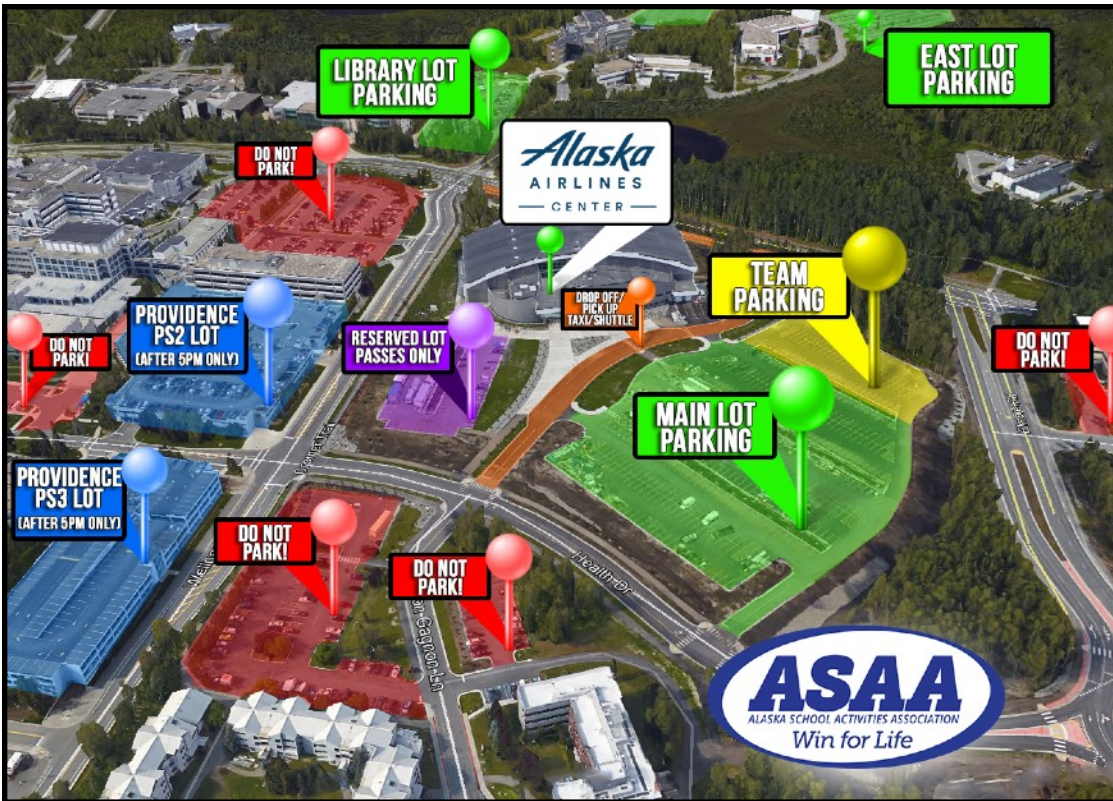 LIBRARY LOT
PARKING
EAST LOT
PARKING
DO NOT
PARK!
Alaska
AIRLINES
CENTER
TEAM
PARKING
DROP OFF/
PICK UP
TAXI/SHUTTLE
PROVIDENCE
PS2 LOT
(AFTER 5PM ONLY)
RESERVED LOT
PASSES ONLY
DO NOT
PARK!
DO NOT
PARK!
MAIN LOT
PARKING
PROVIDENCE
PS3 LOT
(AFTER 5PM ONLY)
DO NOT
PARK!
DO NOT
PARK!
Health Dr
ASAA
ALASKA SCHOOL ACTIVITIES ASSOCIATION
Win for Life